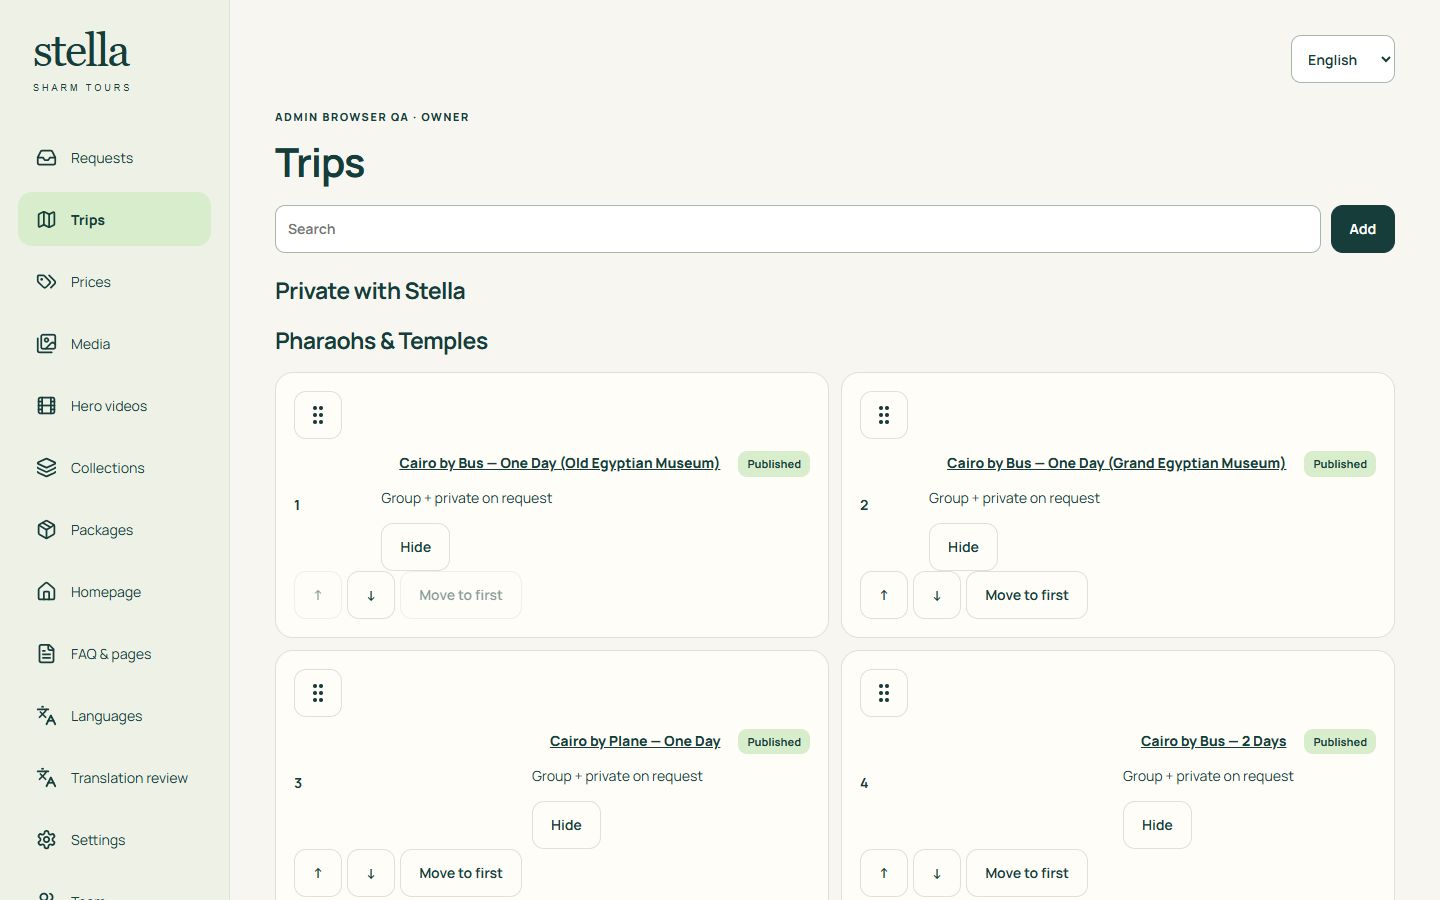 stella
SHARM TOURS
Requests
Trips
Prices
Media
Hero videos
Collections
Packages
Homepage
FAQ & pages
Languages
Translation review
Settings
English
ADMIN BROWSER QA · OWNER
Trips
Search
Add
Private with Stella
Pharaohs & Temples
Cairo by Bus — One Day (Old Egyptian Museum) Published
1
Group + private on request
Hide
↑ ↓ Move to first
Cairo by Bus — One Day (Grand Egyptian Museum) Published
2
Group + private on request
Hide
↑ ↓ Move to first
Cairo by Plane — One Day Published
3
Group + private on request
Hide
↑ ↓ Move to first
Cairo by Bus — 2 Days Published
4
Group + private on request
Hide
↑ ↓ Move to first